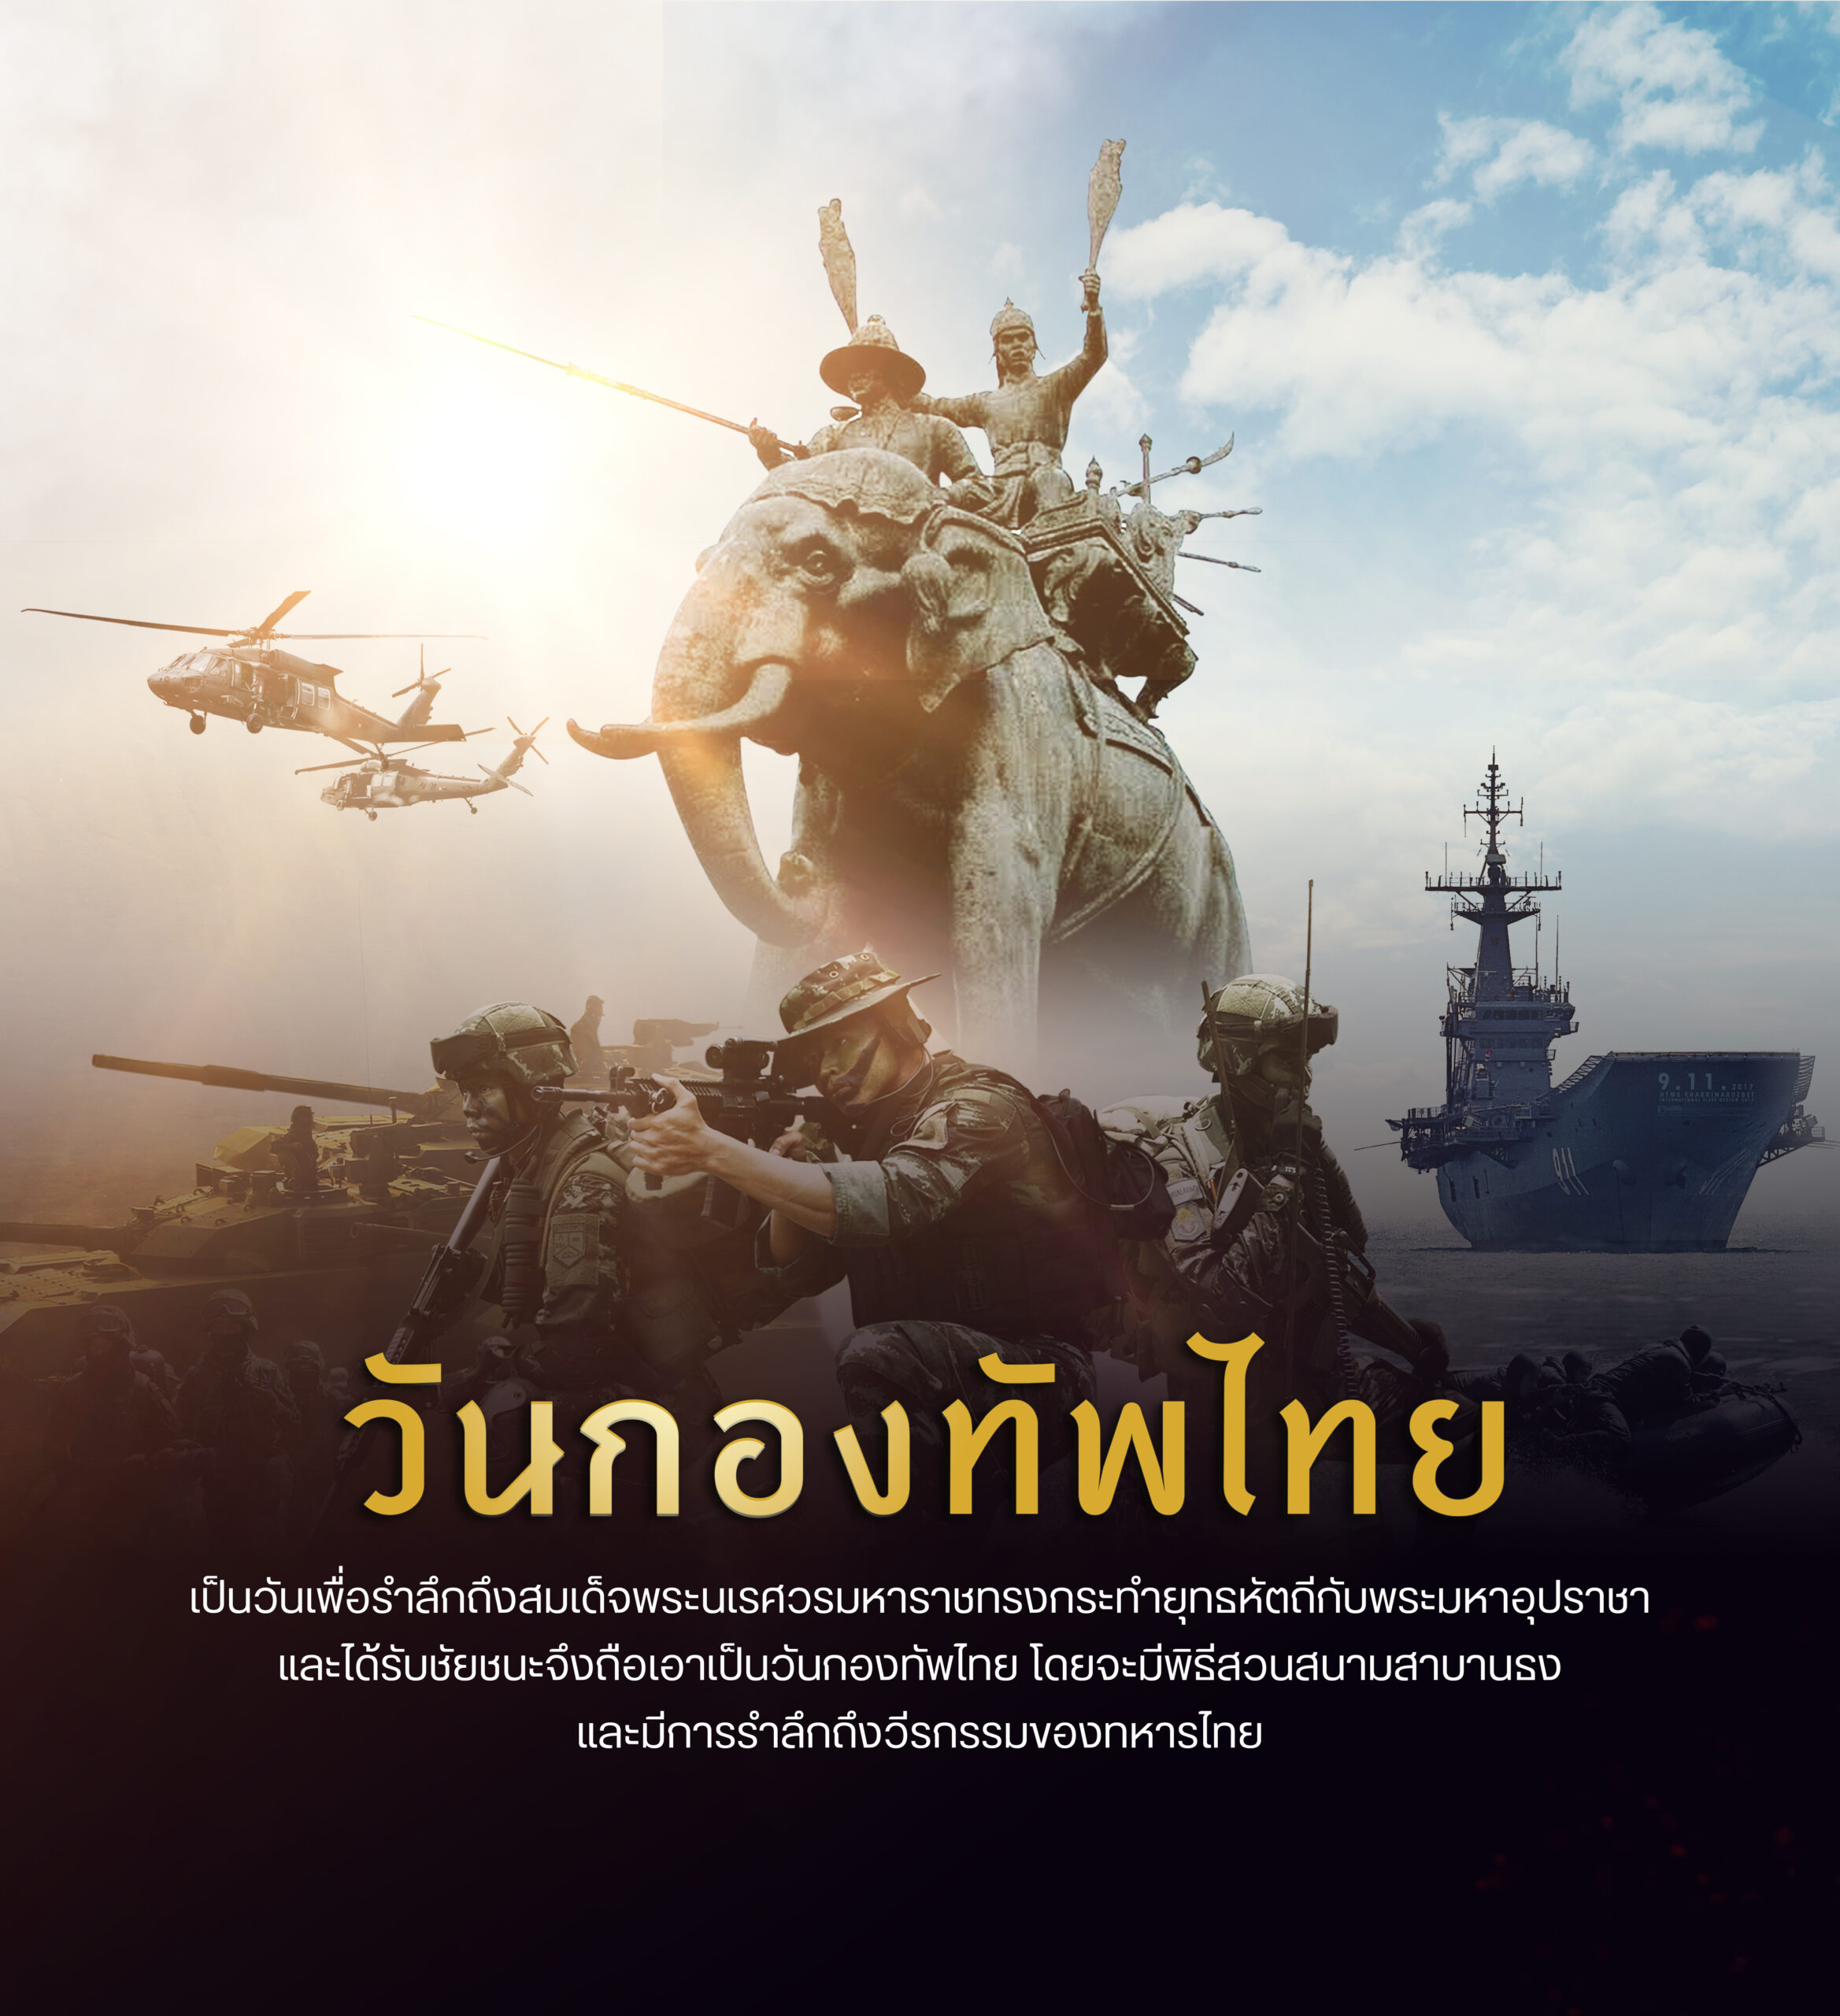 9.11. 2017
HTMS CHAKRINARUEBET
911
วันกองทัพไทย
เป็นวันเพื่อรำลึกถึงสมเด็จพระนเรศวรมหาราชทรงกระทำยุทธหัตถีกับพระมหาอุปราชา
และได้รับชัยชนะจึงถือเอาเป็นวันกองทัพไทย โดยจะมีพิธีสวนสนามสาบานธง
และมีการรำลึกถึงวีรกรรมของทหารไทย